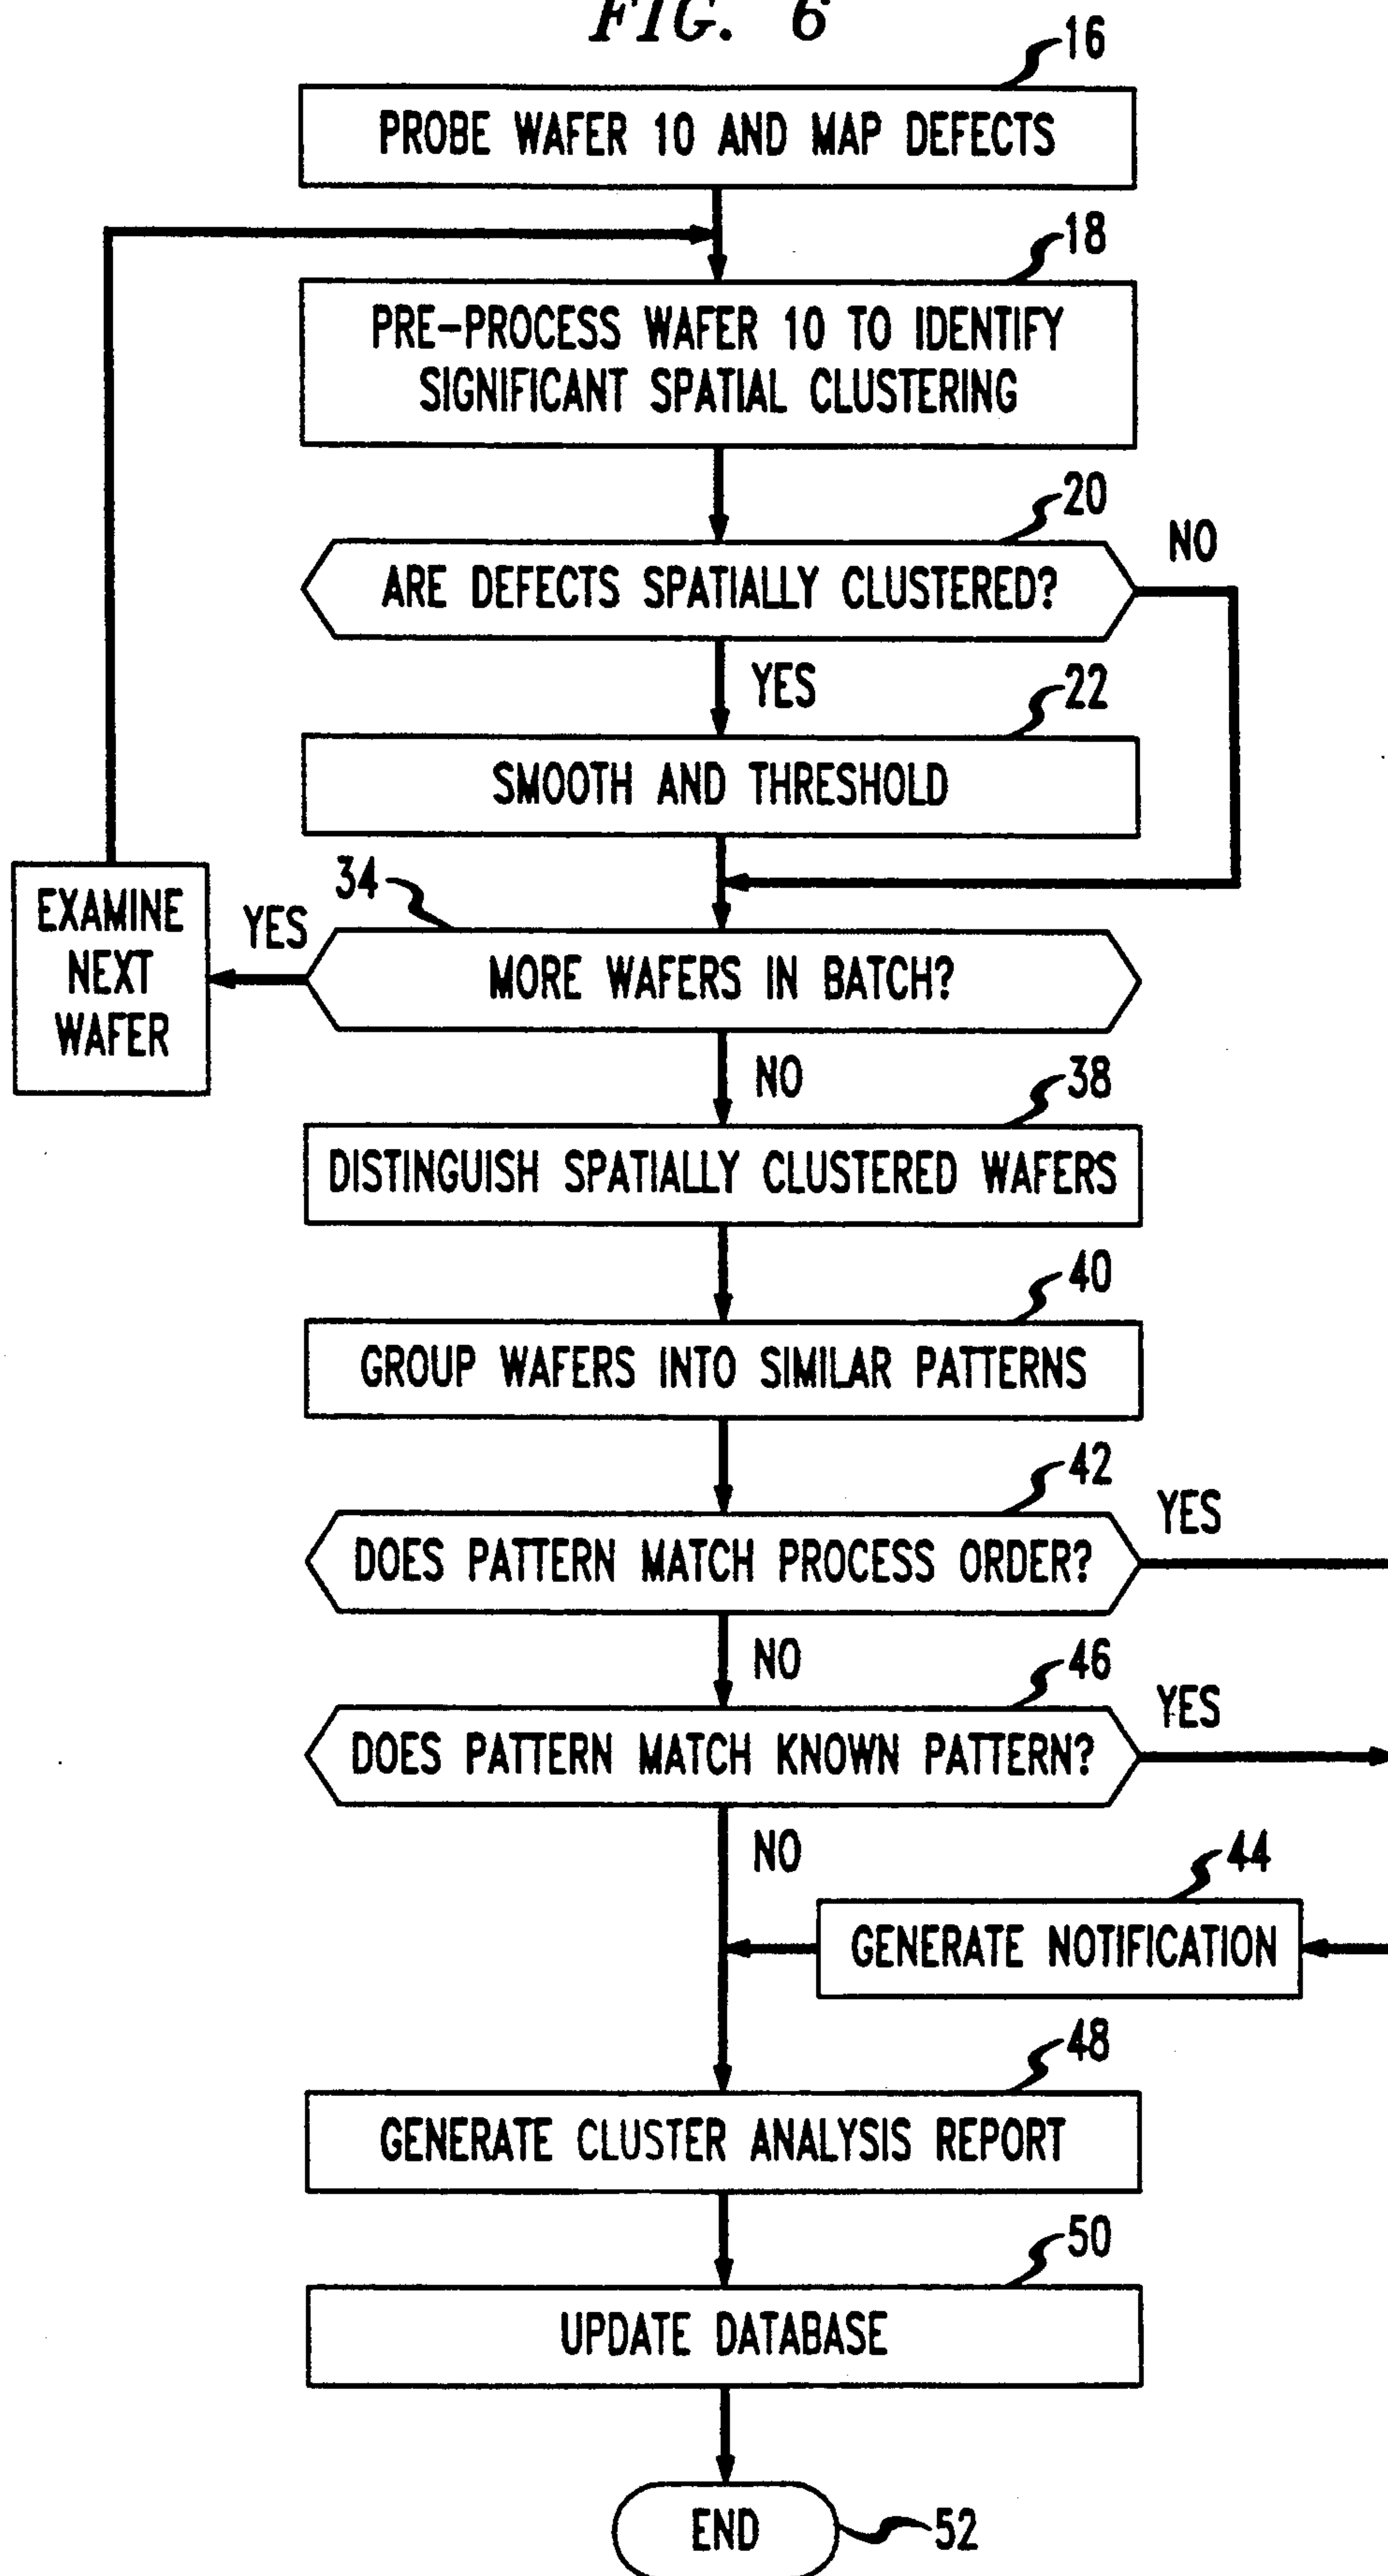 FIG. 6
16
PROBE WAFER 10 AND MAP DEFECTS
18
PRE-PROCESS WAFER 10 TO IDENTIFY
SIGNIFICANT SPATIAL CLUSTERING
20
NO
ARE DEFECTS SPATIALLY CLUSTERED?
YES
22
SMOOTH AND THRESHOLD
34
EXAMINE
NEXT
WAFER
YES
MORE WAFERS IN BATCH?
NO
38
DISTINGUISH SPATIALLY CLUSTERED WAFERS
40
GROUP WAFERS INTO SIMILAR PATTERNS
42
YES
DOES PATTERN MATCH PROCESS ORDER?
NO
46
YES
DOES PATTERN MATCH KNOWN PATTERN?
NO
44
GENERATE NOTIFICATION
48
GENERATE CLUSTER ANALYSIS REPORT
50
UPDATE DATABASE
END
52